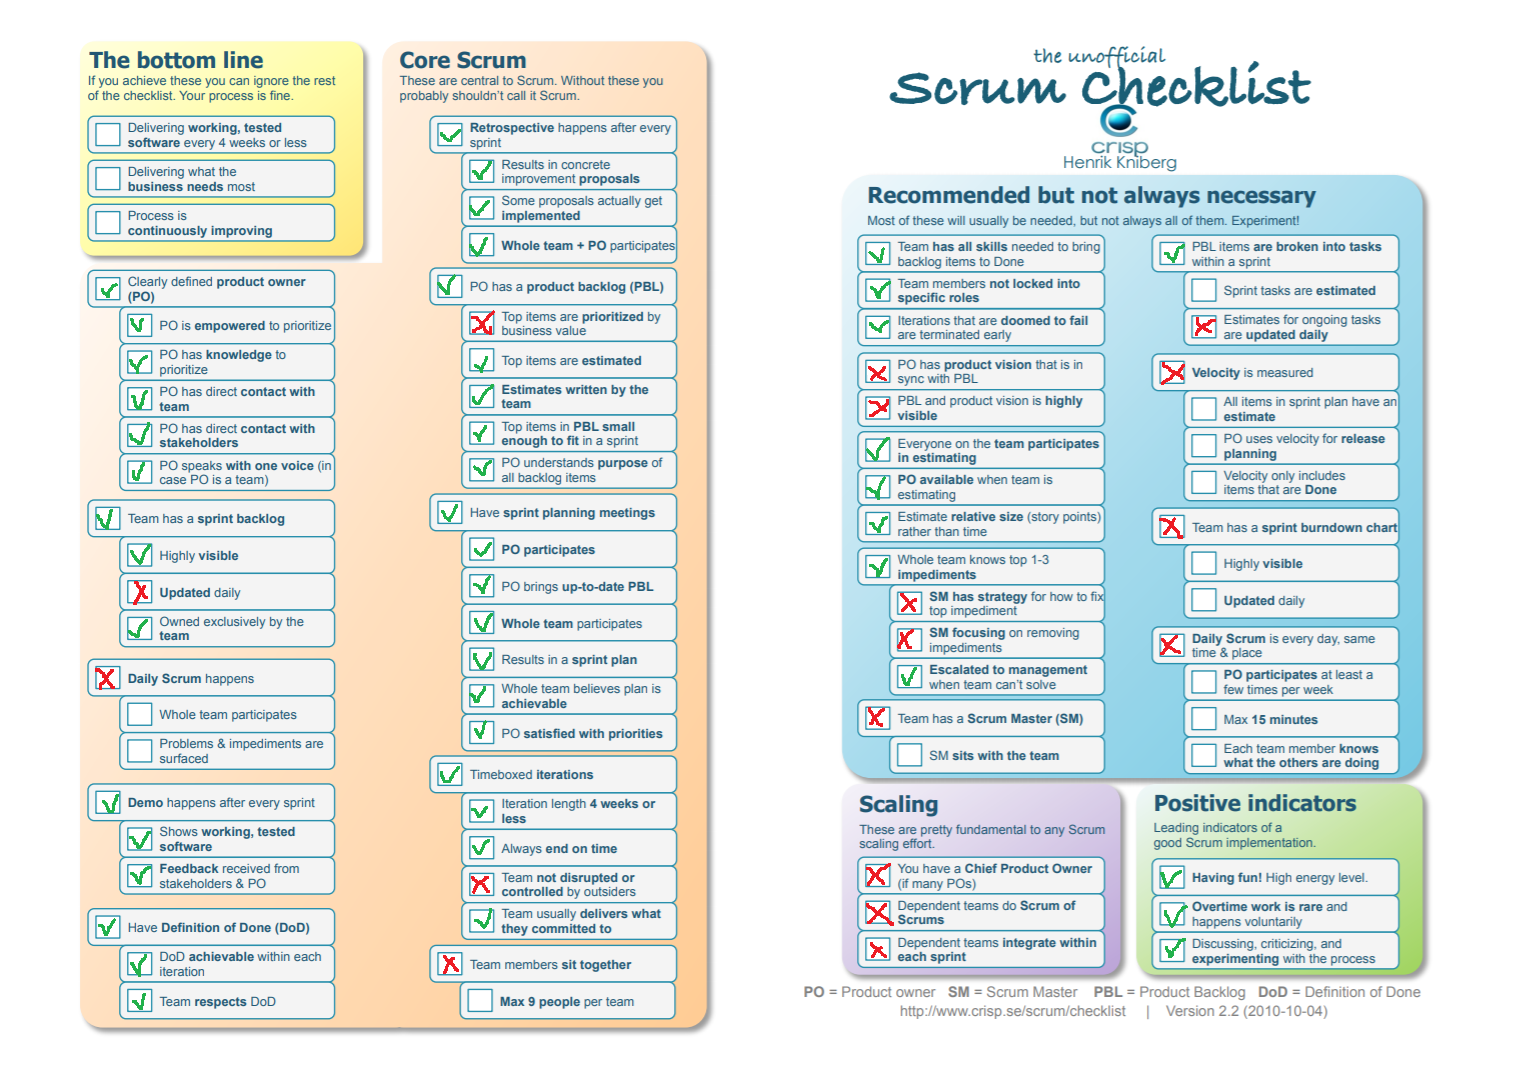 The bottom line
If you achieve these you can ignore the rest
of the checklist. Your process is fine.
Delivering working, tested
software every 4 weeks or less
Delivering what the
business needs most
Process is
continuously improving
Clearly defined product owner
(PO)
PO is empowered to prioritize
PO has knowledge to
prioritize
PO has direct contact with
team
PO has direct contact with
stakeholders
PO speaks with one voice (in
case PO is a team)
Team has a sprint backlog
Highly visible
Updated daily
Owned exclusively by the
team
Daily Scrum happens
Whole team participates
Problems & impediments are
surfaced
Demo happens after every sprint
Shows working, tested
software
Feedback received from
stakeholders & PO
Have Definition of Done (DoD)
DoD achievable within each
iteration
Team respects DoD
Core Scrum
These are central to Scrum. Without these you
probably shouldn't call it Scrum.
Retrospective happens after every
sprint
Results in concrete
improvement proposals
Some proposals actually get
implemented
Whole team + PO participates
PO has a product backlog (PBL)
Top items are prioritized by
business value
Top items are estimated
Estimates written by the
team
Top items in PBL small
enough to fit in a sprint
PO understands purpose of
all backlog items
Have sprint planning meetings
PO participates
PO brings up-to-date PBL
Whole team participates
Results in a sprint plan
Whole team believes plan is
achievable
PO satisfied with priorities
Timeboxed iterations
Iteration length 4 weeks or
less
Always end on time
Team not disrupted or
controlled by outsiders
Team usually delivers what
they committed to
Team members sit together
Max 9 people per team
the unofficial
Scrum Checklist
crisp
Henrik Kniberg
Recommended but not always necessary
Most of these will usually be needed, but not always all of them. Experiment!
Team has all skills needed to bring
backlog items to Done
Team members not locked into
specific roles
Iterations that are doomed to fail
are terminated early
PO has product vision that is in
sync with PBL
PBL and product vision is highly
visible
Everyone on the team participates
in estimating
PO available when team is
estimating
Estimate relative size (story points)
rather than time
Whole team knows top 1-3
impediments
SM has strategy for how to fix
top impediment
SM focusing on removing
impediments
Escalated to management
when team can't solve
Team has a Scrum Master (SM)
SM sits with the team
PBL items are broken into tasks
within a sprint
Sprint tasks are estimated
Estimates for ongoing tasks
are updated daily
Velocity is measured
All items in sprint plan have an
estimate
PO uses velocity for release
planning
Velocity only includes
items that are Done
Team has a sprint burndown chart
Highly visible
Updated daily
Daily Scrum is every day, same
time & place
PO participates at least a
few times per week
Max 15 minutes
Each team member knows
what the others are doing
Scaling
These are pretty fundamental to any Scrum
scaling effort.
You have a Chief Product Owner
(if many POs)
Dependent teams do Scrum of
Scrums
Dependent teams integrate within
each sprint
Positive indicators
Leading indicators of a
good Scrum implementation.
Having fun! High energy level.
Overtime work is rare and
happens voluntarily
Discussing, criticizing, and
experimenting with the process
PO = Product owner SM = Scrum Master PBL = Product Backlog DoD = Definition of Done
http://www.crisp.se/scrum/checklist | Version 2.2 (2010-10-04)